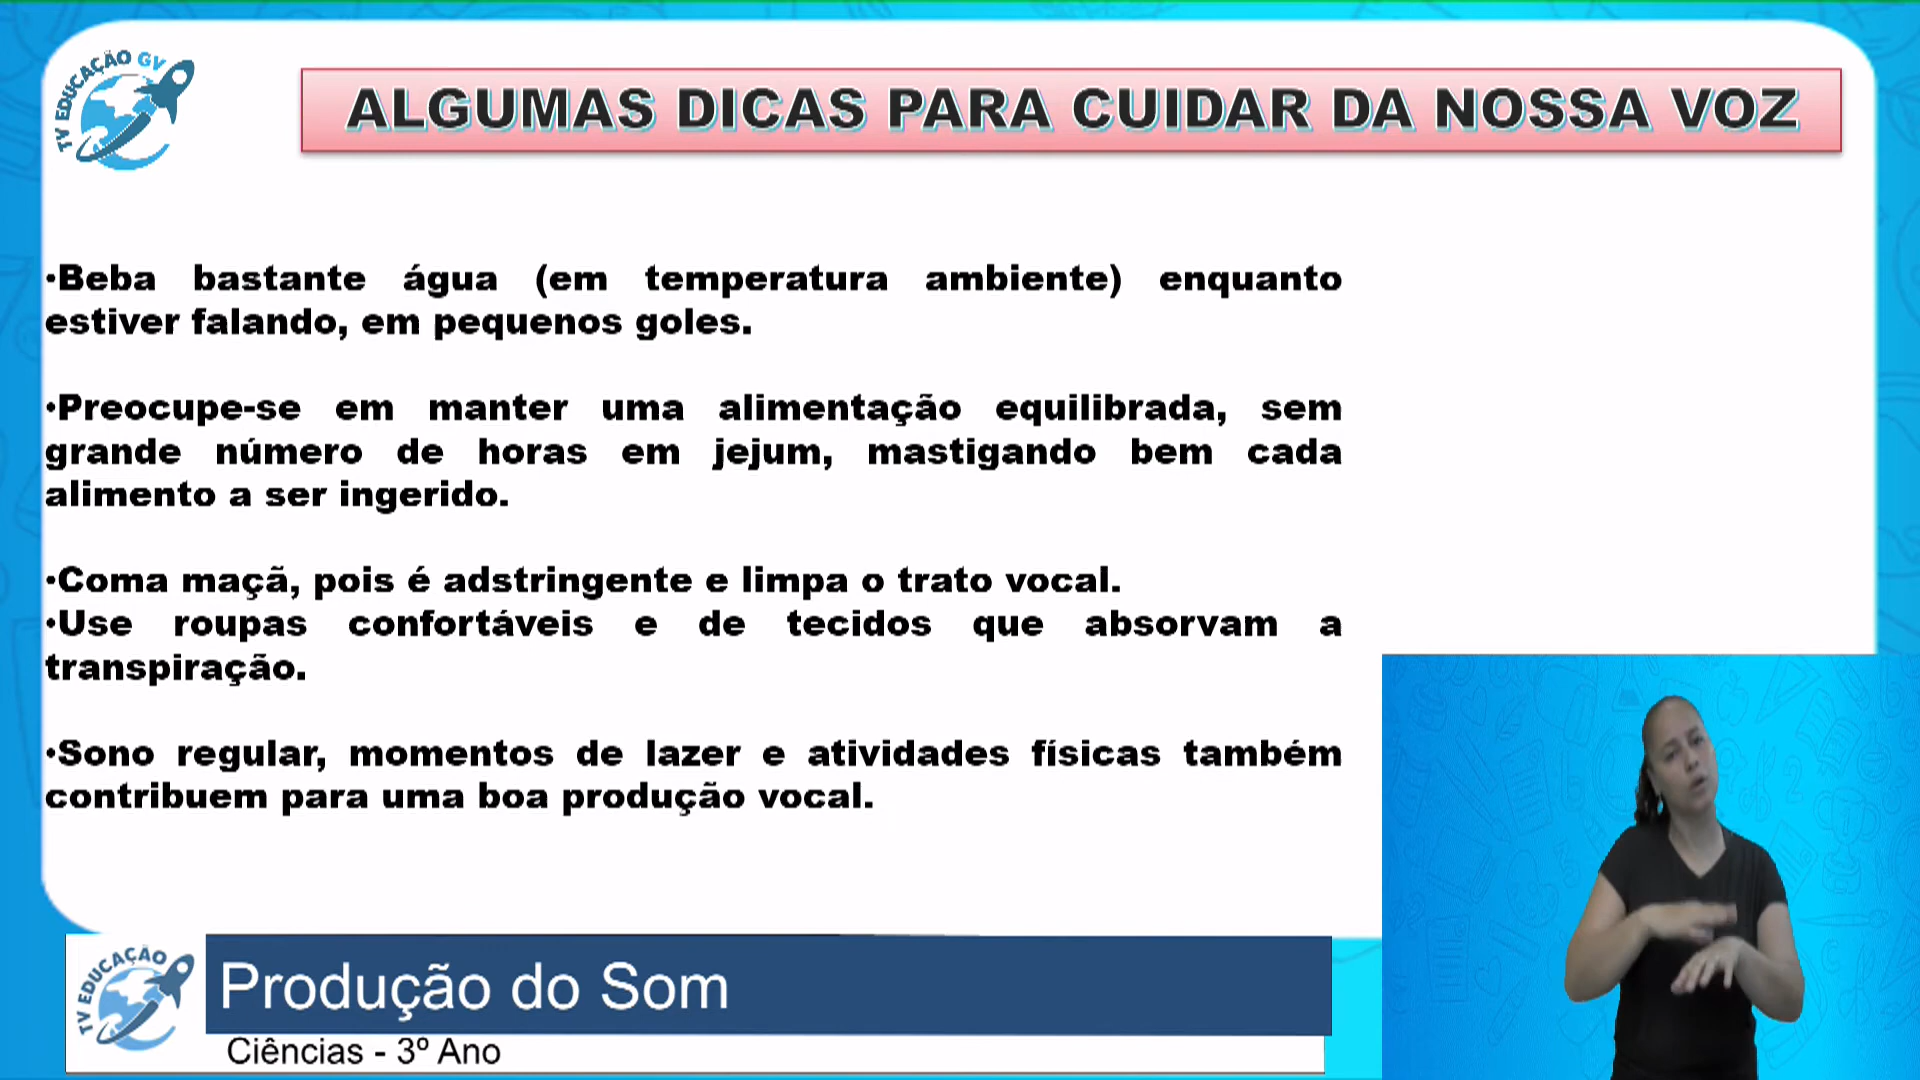 TV EDUCAÇÃO GV
ALGUMAS DICAS PARA CUIDAR DA NOSSA VOZ
•Beba bastante água (em temperatura ambiente) enquanto
estiver falando, em pequenos goles.
•Preocupe-se em manter uma alimentação equilibrada, sem
grande número de horas em jejum, mastigando bem cada
alimento a ser ingerido.
•Coma maçã, pois é adstringente e limpa o trato vocal.
•Use roupas confortáveis e de tecidos que absorvam a
transpiração.
•Sono regular, momentos de lazer e atividades físicas também
contribuem para uma boa produção vocal.
TV EDUCAÇÃO
Produção do Som
Ciências - 3º Ano